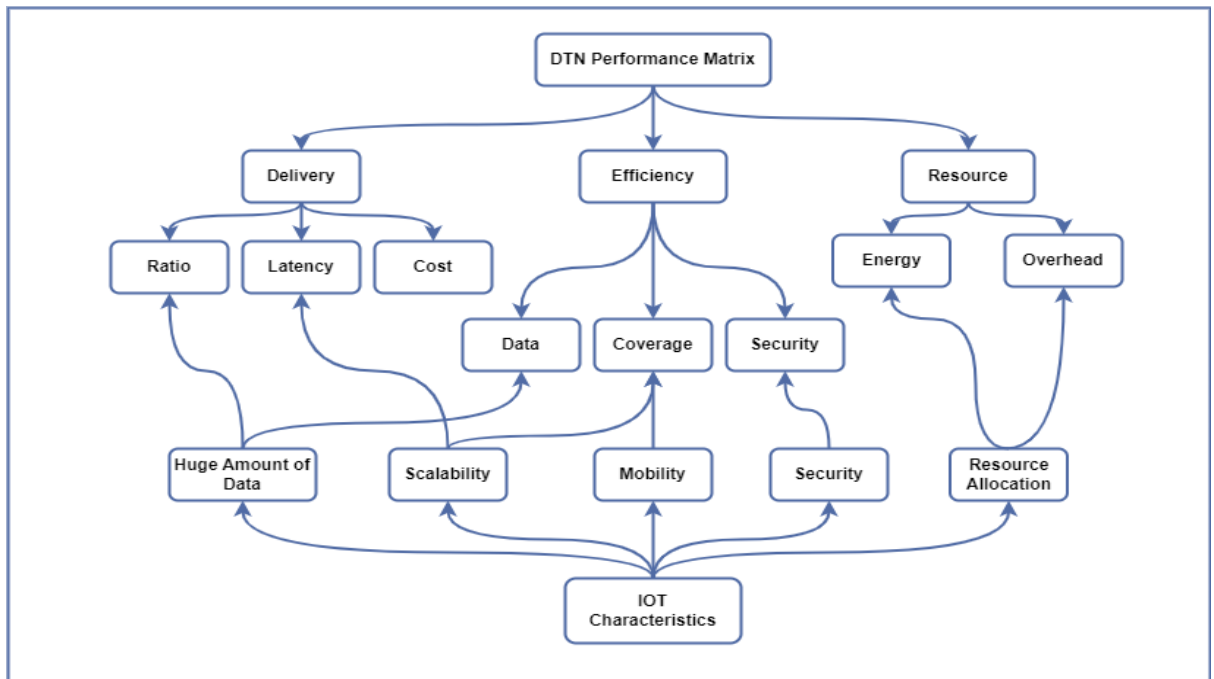 DTN Performance Matrix
Delivery
Efficiency
Resource
Ratio
Latency
Cost
Energy
Overhead
Data
Coverage
Security
Huge Amount of
Data
Scalability
Mobility
Security
Resource
Allocation
IOT
Characteristics